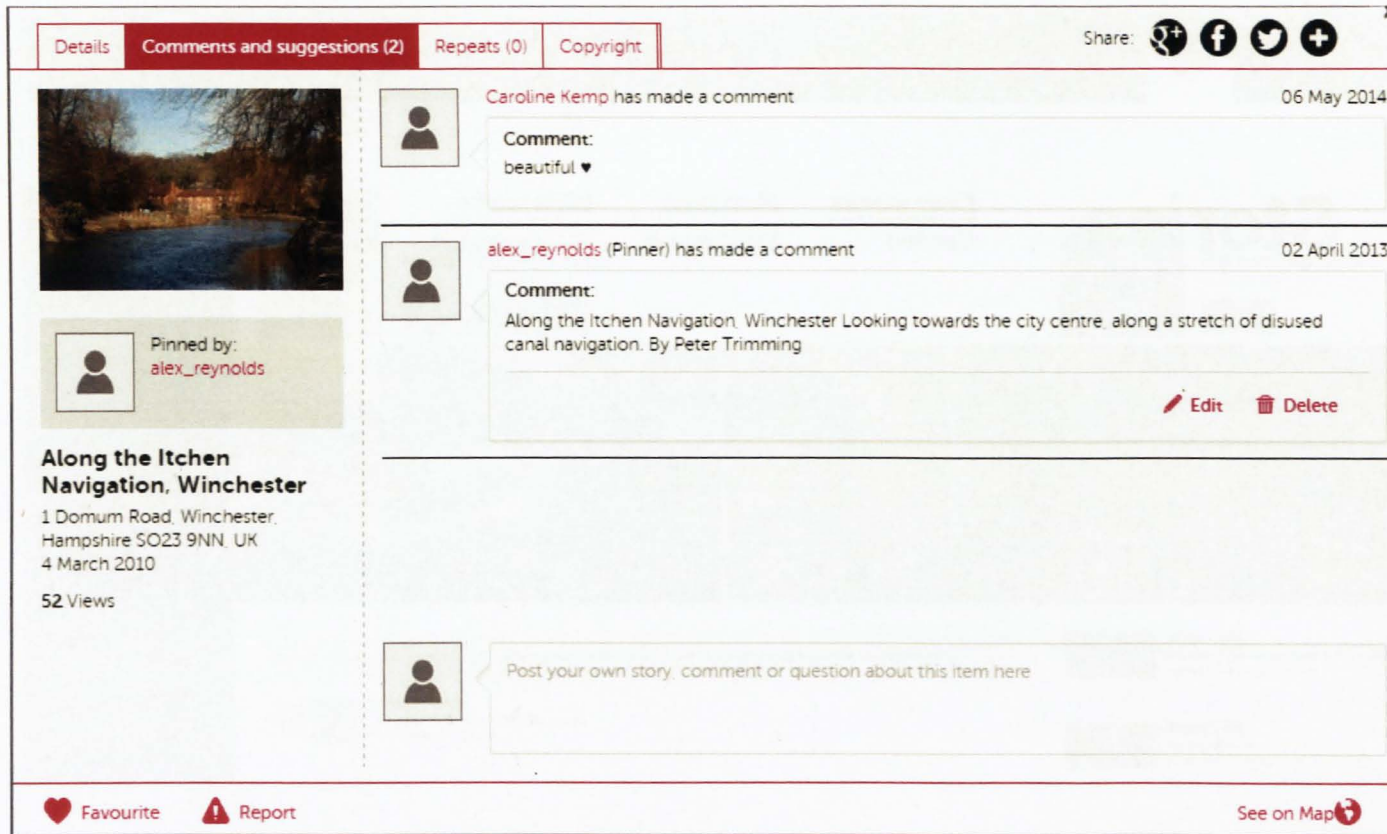 Details Comments and suggestions (2) Repeats (0) Copyright Share:
Caroline Kemp has made a comment 06 May 2014
Comment:
beautiful ♥
alex_reynolds (Pinner) has made a comment 02 April 2013
Comment:
Along the Itchen Navigation, Winchester Looking towards the city centre, along a stretch of disused
canal navigation. By Peter Trimming
Edit Delete
Pinned by:
alex_reynolds
Along the Itchen
Navigation, Winchester
1 Domum Road, Winchester,
Hampshire SO23 9NN, UK
4 March 2010
52 Views
Post your own story, comment or question about this item here
Favourite Report See on Map